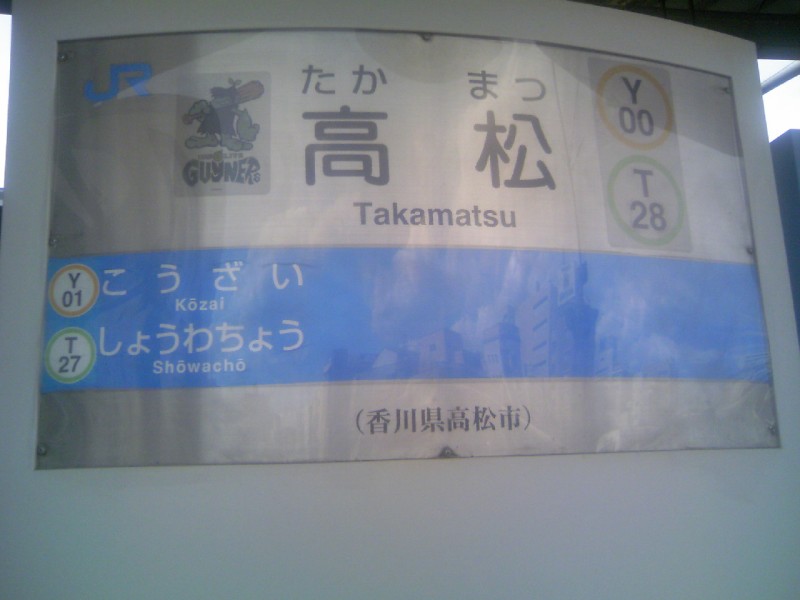 JR
たか まつ
高松
Takamatsu
GUYNERS
Y
00
T
28
Y
01
こうざい
Kōzai
T
27
しょうわちょう
Shōwachō
（香川県高松市）